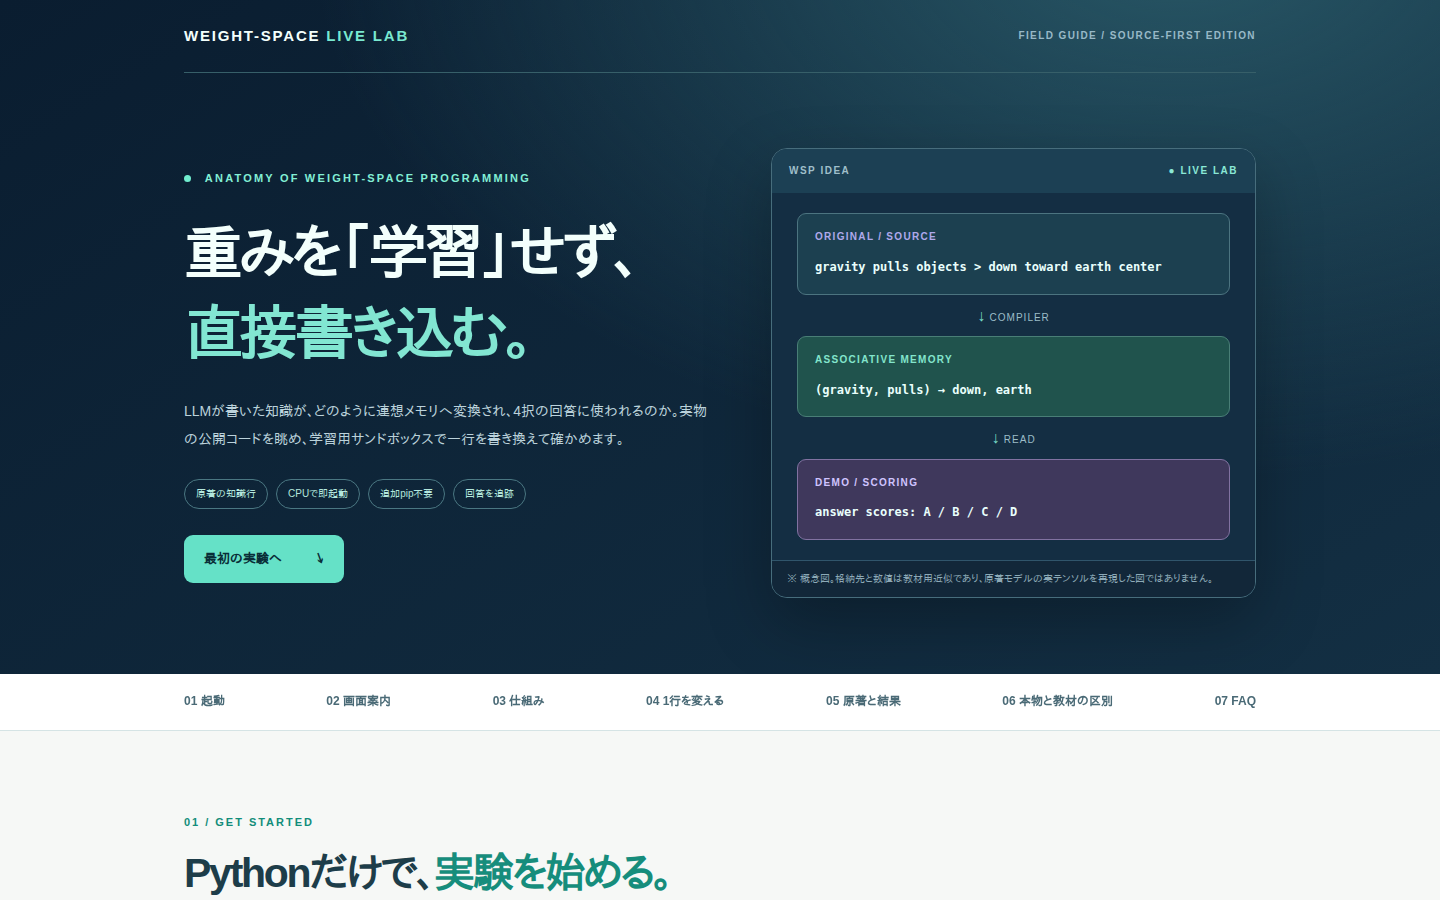 WEIGHT-SPACE LIVE LAB
FIELD GUIDE / SOURCE-FIRST EDITION
ANATOMY OF WEIGHT-SPACE PROGRAMMING
重みを「学習」せず、
直接書き込む。
LLMが書いた知識が、どのように連想メモリへ変換され、4択の回答に使われるのか。実物
の公開コードを眺め、学習用サンドボックスで一行を書き換えて確かめます。
原著の知識行
CPUで即起動
追加pip不要
回答を追跡
最初の実験へ ↘
WSP IDEA
● LIVE LAB
ORIGINAL / SOURCE
gravity pulls objects > down toward earth center
↓ COMPILER
ASSOCIATIVE MEMORY
(gravity, pulls) → down, earth
↓ READ
DEMO / SCORING
answer scores: A / B / C / D
※ 概念図。格納先と数値は教材用近似であり、原著モデルの実テンソルを再現した図ではありません。
01 起動
02 画面案内
03 仕組み
04 1行を変える
05 原著と結果
06 本物と教材の区別
07 FAQ
01 / GET STARTED
Pythonだけで、実験を始める。